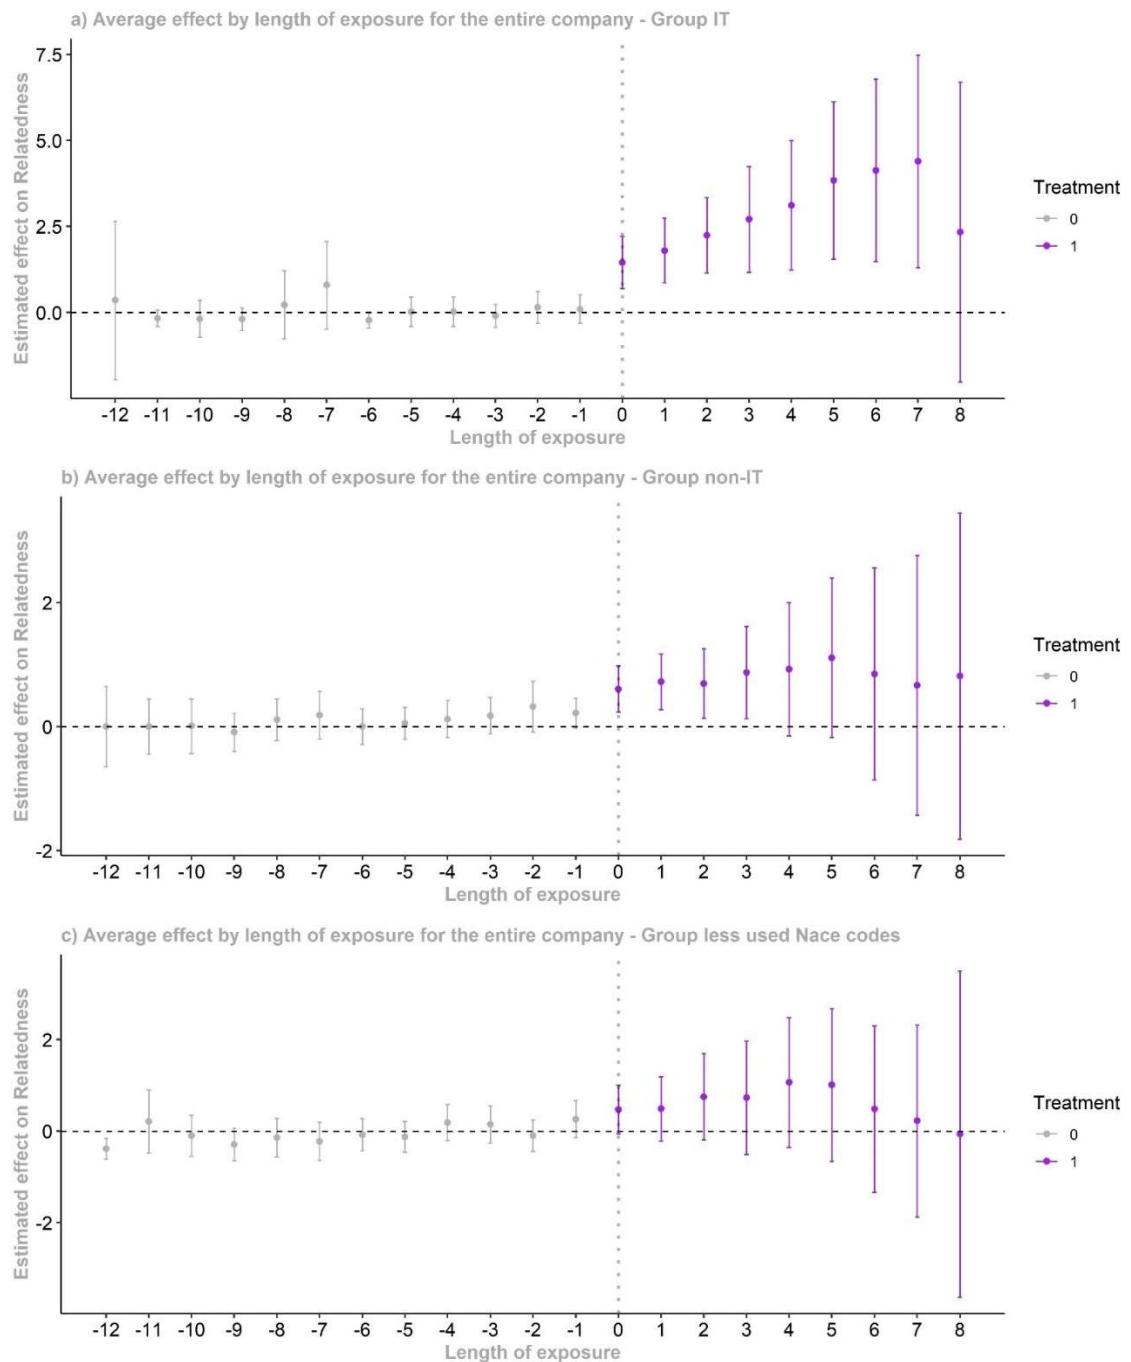 a) Average effect by length of exposure for the entire company - Group IT
Estimated effect on Relatedness
7.5
5.0
2.5
0.0
-12 -11 -10 -9 -8 -7 -6 -5 -4 -3 -2 -1 0 1 2 3 4 5 6 7 8
Length of exposure
Treatment
0
1
b) Average effect by length of exposure for the entire company - Group non-IT
Estimated effect on Relatedness
2
0
-2
-12 -11 -10 -9 -8 -7 -6 -5 -4 -3 -2 -1 0 1 2 3 4 5 6 7 8
Length of exposure
Treatment
0
1
c) Average effect by length of exposure for the entire company - Group less used Nace codes
Estimated effect on Relatedness
2
0
-2
-12 -11 -10 -9 -8 -7 -6 -5 -4 -3 -2 -1 0 1 2 3 4 5 6 7 8
Length of exposure
Treatment
0
1